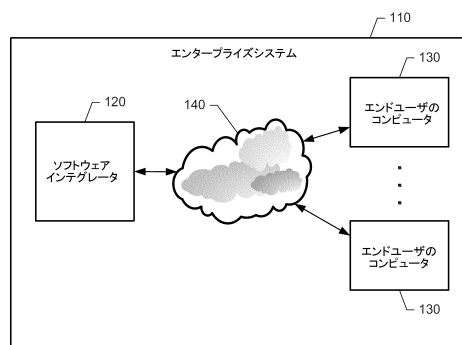 110
エンタープライズシステム
120
ソフトウェア
インテグレータ
140
130
エンドユーザの
コンピュータ
エンドユーザの
コンピュータ
130